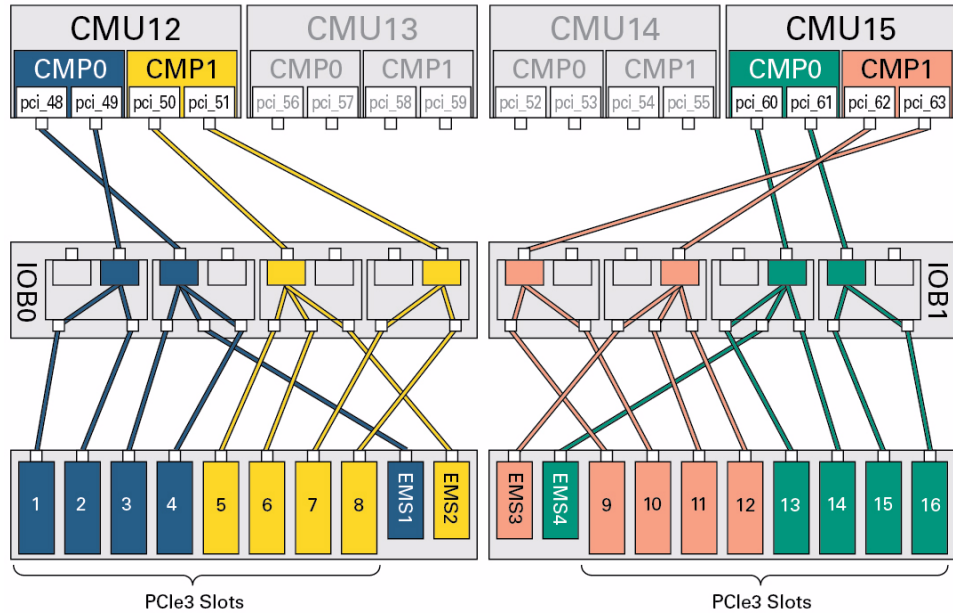 CMU12 CMU13 CMU14 CMU15
CMP0 CMP1 CMP0 CMP1 CMP0 CMP1 CMP0 CMP1
pci_48 pci_49 pci_50 pci_51 pci_56 pci_57 pci_58 pci_59 pci_52 pci_53 pci_54 pci_55 pci_60 pci_61 pci_62 pci_63
IOB0 IOB1
1 2 3 4 5 6 7 8 EMS1 EMS2 EMS3 EMS4 9 10 11 12 13 14 15 16
PCIe3 Slots PCIe3 Slots